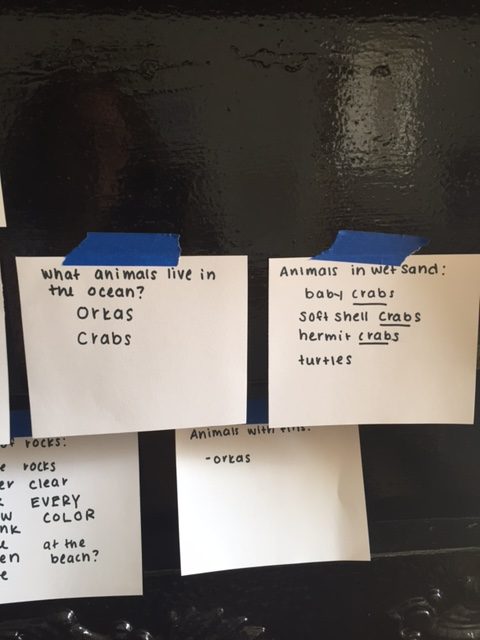 What animals live in
the ocean?
Orkas
Crabs
Animals in wet sand:
baby crabs
soft shell crabs
hermit crabs
turtles
rocks:
rocks
clear
EVERY
COLOR
at the
beach?
Animals with fins:
-orkas